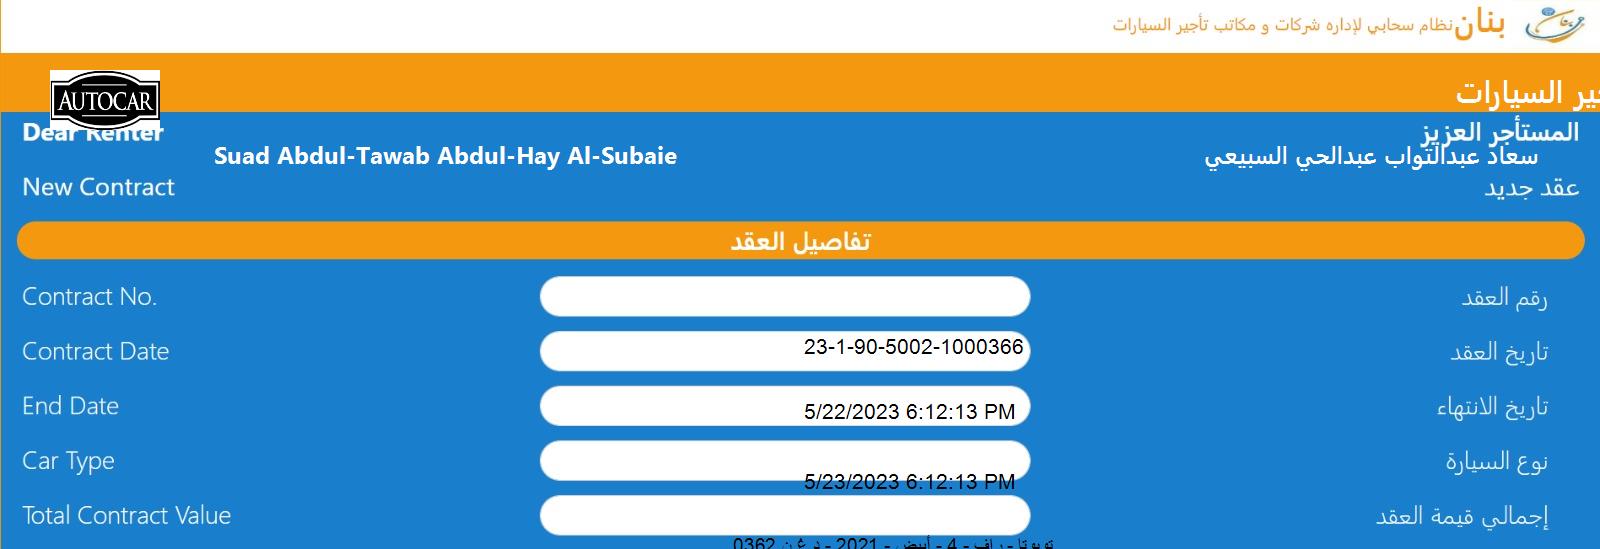 بنان نظام سحابي لإداره شركات و مكاتب تأجير السيارات
AUTOCAR
السيارات
Dear Renter المستأجر العزيز
Suad Abdul-Tawab Abdul-Hay Al-Subaie سعاد عبدالتواب عبدالحي السبيعي
New Contract عقد جديد
تفاصيل العقد
Contract No. رقم العقد
Contract Date 23-1-90-5002-1000366 تاريخ العقد
End Date 5/22/2023 6:12:13 PM تاريخ الانتهاء
Car Type نوع السيارة
5/23/2023 6:12:13 PM
Total Contract Value إجمالي قيمة العقد
تويوتا - راف - 4 - أبيض - 2021 - د غ ن 0362